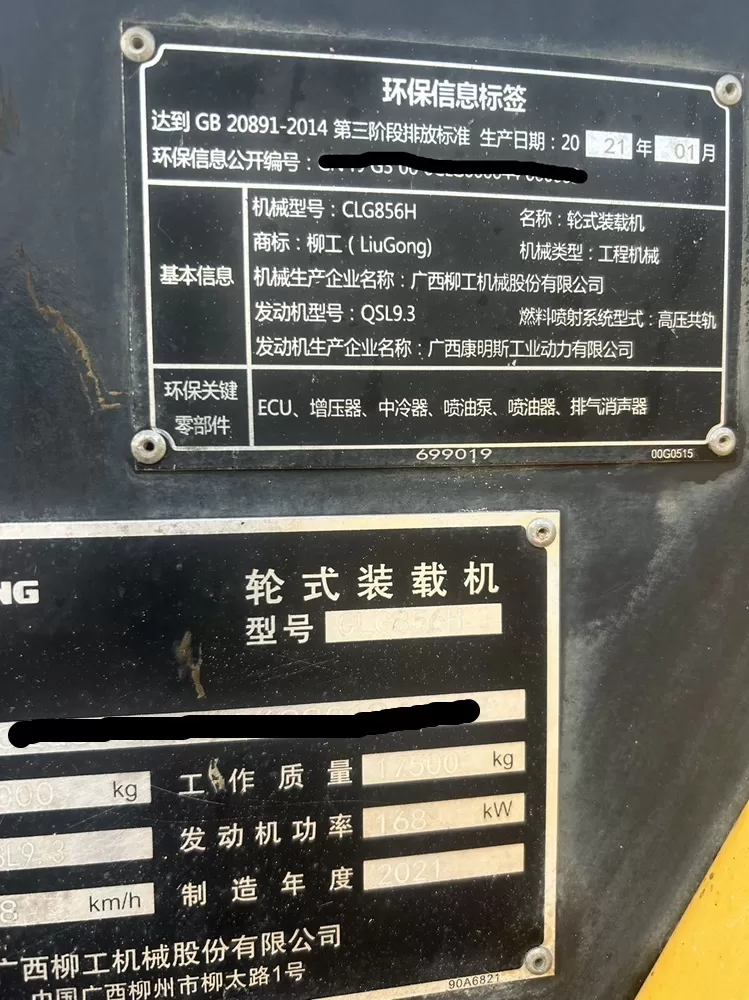 环保信息标签
达到 GB 20891-2014 第三阶段排放标准 生产日期：20 21 年 01 月
环保信息公开编号：
基本信息
机械型号：CLG856H 名称：轮式装载机
商标：柳工（LiuGong) 机械类型：工程机械
机械生产企业名称：广西柳工机械股份有限公司
发动机型号：QSL9.3 燃料喷射系统型式：高压共轨
发动机生产企业名称：广西康明斯工业动力有限公司
环保关键
零部件
ECU、增压器、中冷器、喷油泵、喷油器、排气消声器
699019 00G0515
NG
轮式装载机
型号 CLG856H
000 kg 工作质量 17500 kg
SL9.3 发动机功率 168 kW
8 km/h 制造年度 2021
广西柳工机械股份有限公司
中国广西柳州市柳太路1号
90A6821